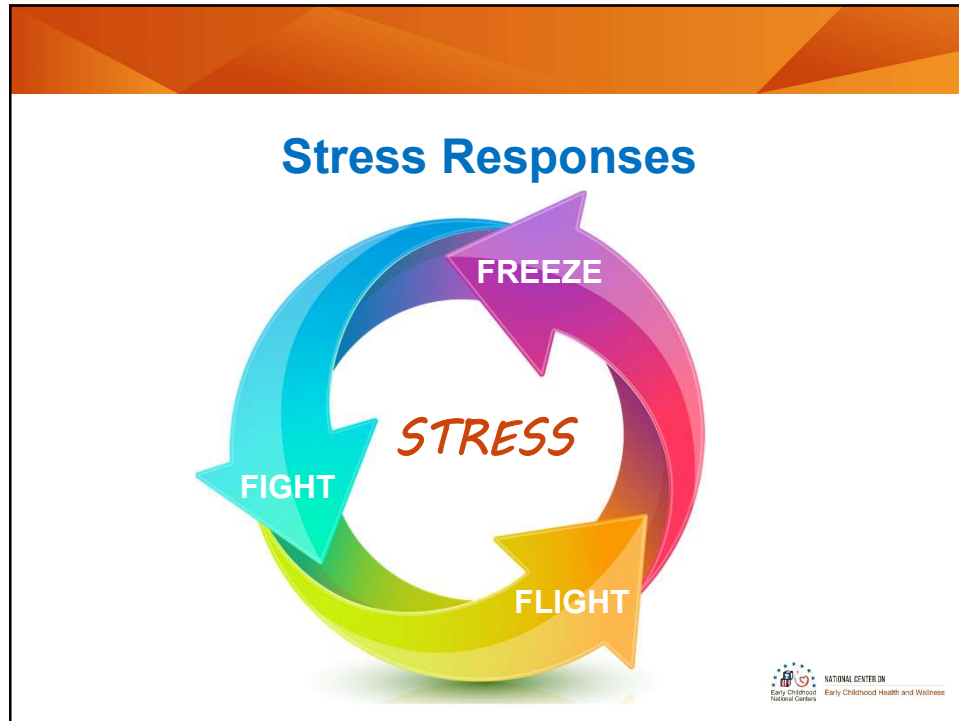 Stress Responses
FREEZE
STRESS
FIGHT
FLIGHT
Early Childhood
National Centers
NATIONAL CENTER ON
Early Childhood Health and Wellness